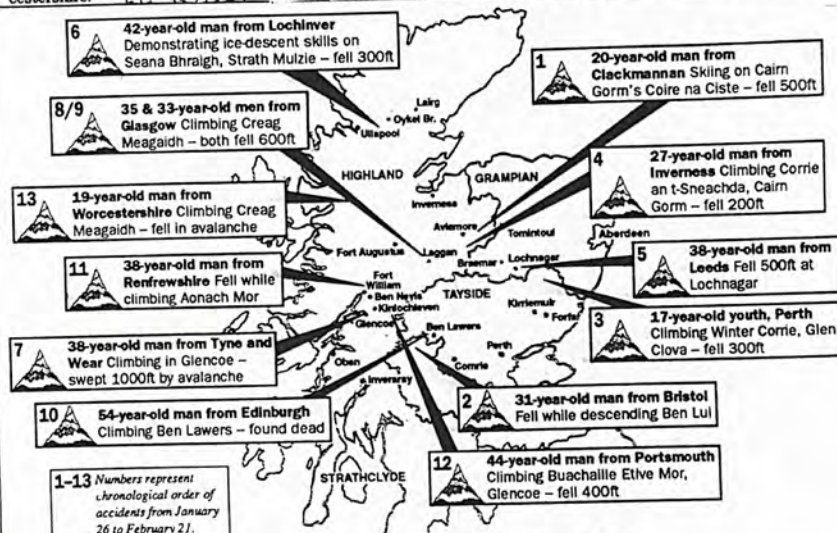 6
42-year-old man from Lochinver
Demonstrating ice-descent skills on
Seana Bhraigh, Strath Mulzie – fell 300ft
1
20-year-old man from
Clackmannan Skiing on Cairn
Gorm's Coire na Ciste – fell 500ft
8/9
35 & 33-year-old men from
Glasgow Climbing Creag
Meagaidh – both fell 600ft
4
27-year-old man from
Inverness Climbing Corrie
an t-Sneachda, Cairn
Gorm – fell 200ft
13
19-year-old man from
Worcestershire Climbing Creag
Meagaidh – fell in avalanche
5
38-year-old man from
Leeds Fell 500ft at
Lochnagar
11
38-year-old man from
Renfrewshire Fell while
climbing Aonach Mor
3
17-year-old youth, Perth
Climbing Winter Corrie, Glen
Clova – fell 300ft
7
38-year-old man from Tyne and
Wear Climbing in Glencoe –
swept 1000ft by avalanche
2
31-year-old man from Bristol
Fell while descending Ben Lui
10
54-year-old man from Edinburgh
Climbing Ben Lawers – found dead
12
44-year-old man from Portsmouth
Climbing Buachaille Etive Mor,
Glencoe – fell 400ft
1–13 Numbers represent
chronological order of
accidents from January
26 to February 21.
Lairg
Oykel Br.
Ullapool
HIGHLAND
GRAMPIAN
Inverness
Aviemore
Tomintoul
Aberdeen
Fort Augustus
Laggan
Braemar
Lochnagar
Fort
William
TAYSIDE
Ben Nevis
Kinlochleven
Glencoe
Kirriemuir
Forfar
Ben Lawers
Perth
Oban
Comrie
Inveraray
STRATHCLYDE